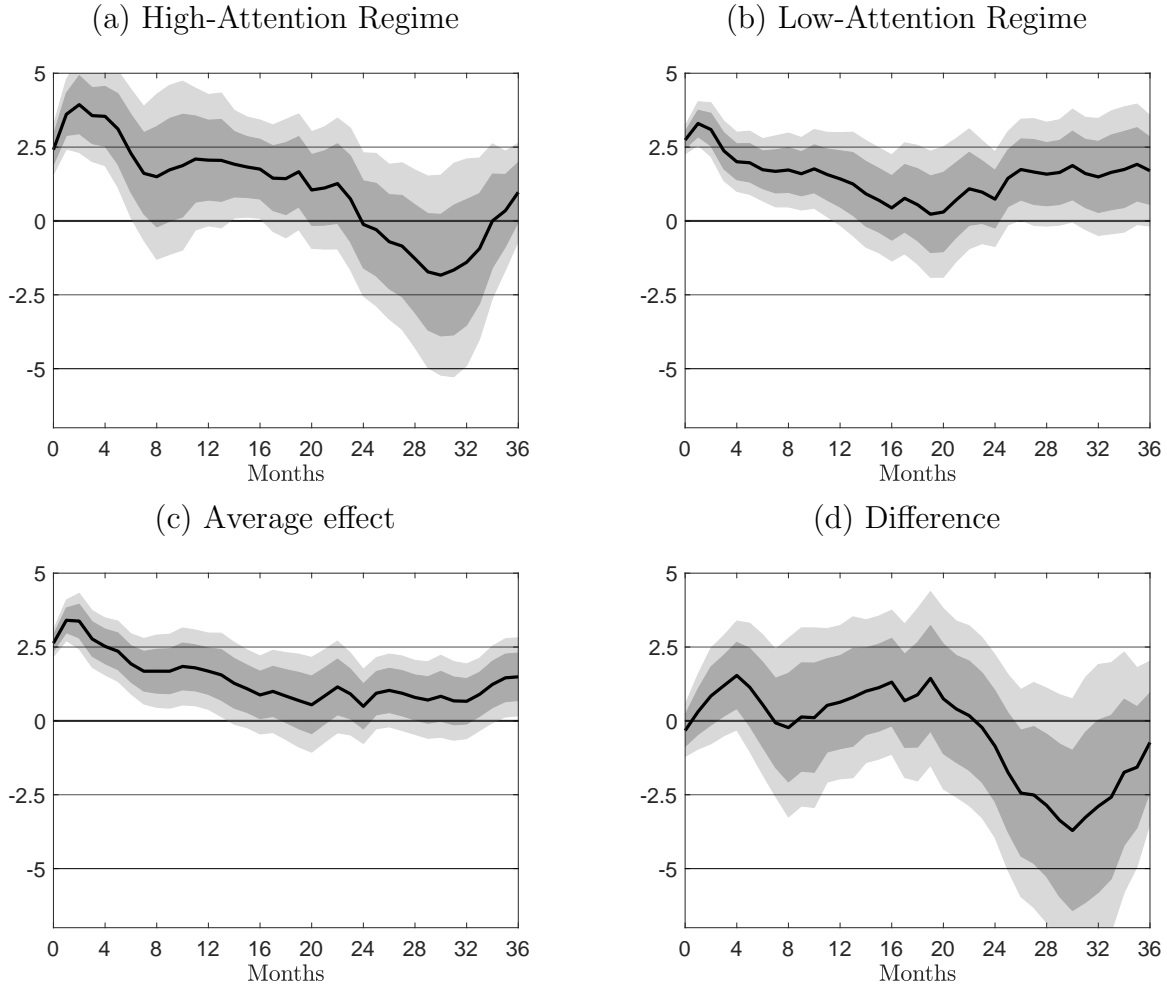 (a) High-Attention Regime
5
2.5
0
-2.5
-5
0 4 8 12 16 20 24 28 32 36
Months
(b) Low-Attention Regime
5
2.5
0
-2.5
-5
0 4 8 12 16 20 24 28 32 36
Months
(c) Average effect
5
2.5
0
-2.5
-5
0 4 8 12 16 20 24 28 32 36
Months
(d) Difference
5
2.5
0
-2.5
-5
0 4 8 12 16 20 24 28 32 36
Months